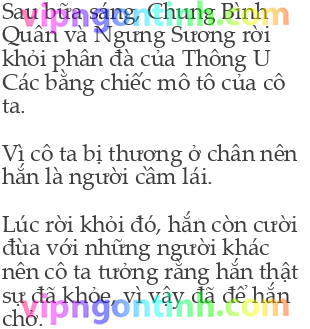 Sau bữa sáng, Chung Bình
Quân và Ngưng Sương rời
khỏi phân đà của Thông U
Các bằng chiếc mô tô của cô
ta.
Vì cô ta bị thương ở chân nên
hắn là người cầm lái.
Lúc rời khỏi đó, hắn còn cười
đùa với những người khác
nên cô ta tưởng rằng hắn thật
sự đã khỏe, vì vậy đã để hắn
chở.
vipngontinh.com
vipngontinh.com
vipngontinh.com